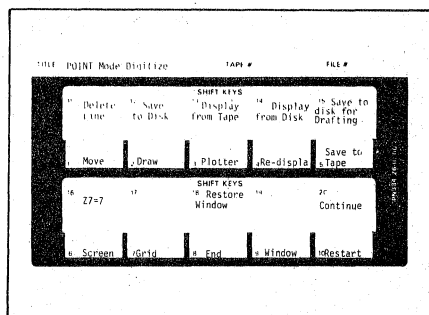 TITLE POINT Mode Digitize TAPE # FILE #
SHIFT KEYS
11 Delete Line 12 Save to Disk 13 Display from Tape 14 Display from Disk 15 Save to disk for Drafting
1 Move 2 Draw 3 Plotter 4 Re-displa 5 Save to Tape
SHIFT KEYS
16 Z7=7 17 18 Restore Window 19 20 Continue
6 Screen 7 Grid 8 End 9 Window 10 Restart